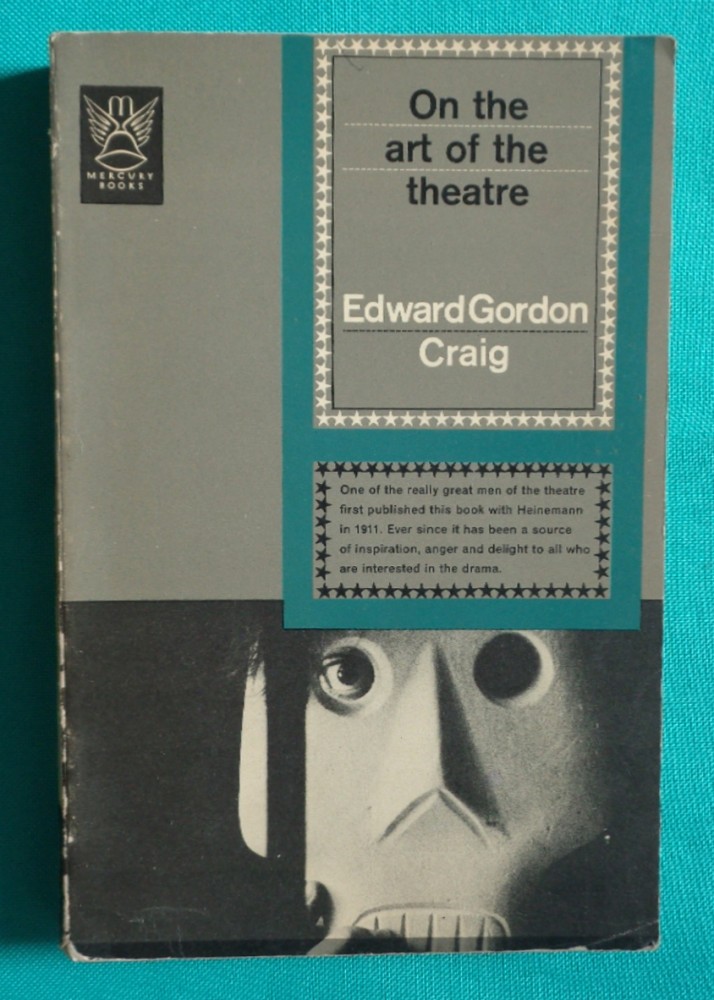 M
MERCURY
BOOKS
On the
art of the
theatre
Edward Gordon
Craig
One of the really great men of the theatre
first published this book with Heinemann
in 1911. Ever since it has been a source
of inspiration, anger and delight to all who
are interested in the drama.